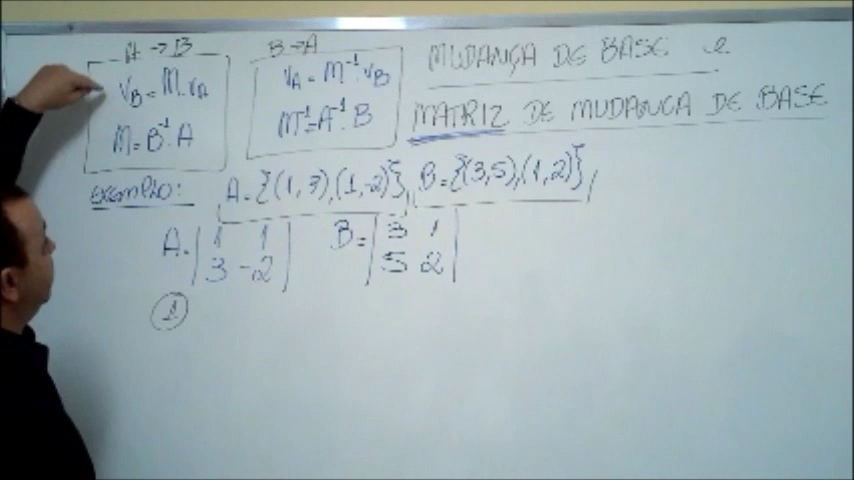 A → B
V_B = M.V_A
M = B⁻¹.A
B → A
V_A = M⁻¹.V_B
M⁻¹ = A⁻¹.B
MUDANÇA DE BASE e
MATRIZ DE MUDANCA DE BASE
EXEMPLO: A = {(1,3),(1,-2)}, B = {(3,5),(1,2)}
A = | 1 1 | B = | 3 1 |
| 3 -2 | | 5 2 |
1